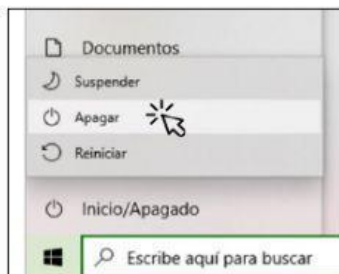 Documentos
Suspender
Apagar
Reiniciar
Inicio/Apagado
Escribe aquí para buscar